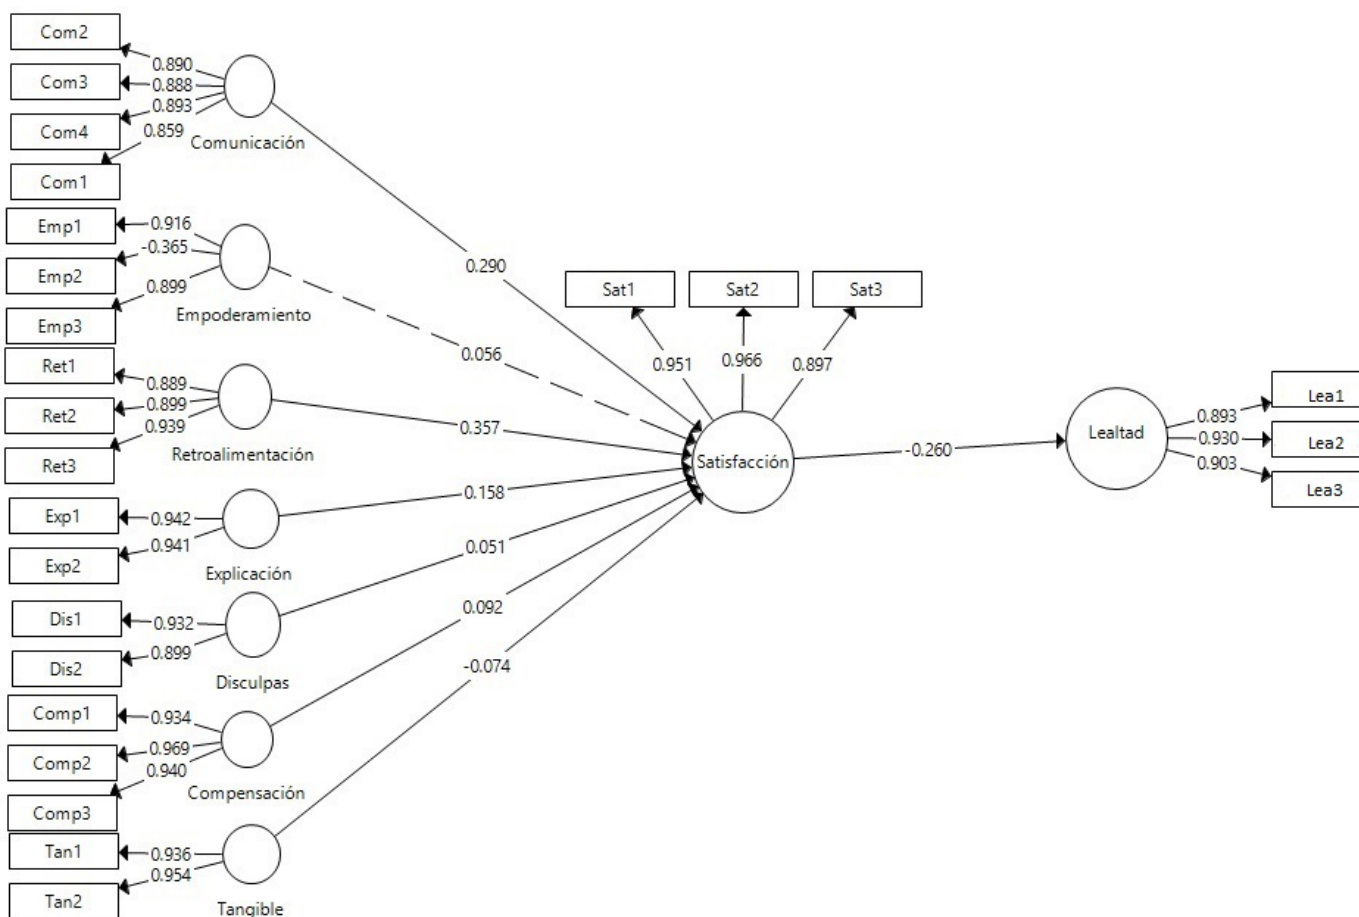 Com2
0.890
Com3
0.888
Com4
0.893
Com1
0.859
Comunicación
Emp1
0.916
Emp2
-0.365
Emp3
0.899
Empoderamiento
Ret1
0.889
Ret2
0.899
Ret3
0.939
Retroalimentación
Exp1
0.942
Exp2
0.941
Explicación
Dis1
0.932
Dis2
0.899
Disculpas
Comp1
0.934
Comp2
0.969
Comp3
0.940
Compensación
Tan1
0.936
Tan2
0.954
Tangible
0.290
0.056
0.357
0.158
0.051
0.092
-0.074
Sat1
Sat2
Sat3
0.951
0.966
0.897
Satisfacción
-0.260
Lealtad
0.893
Lea1
0.930
Lea2
0.903
Lea3